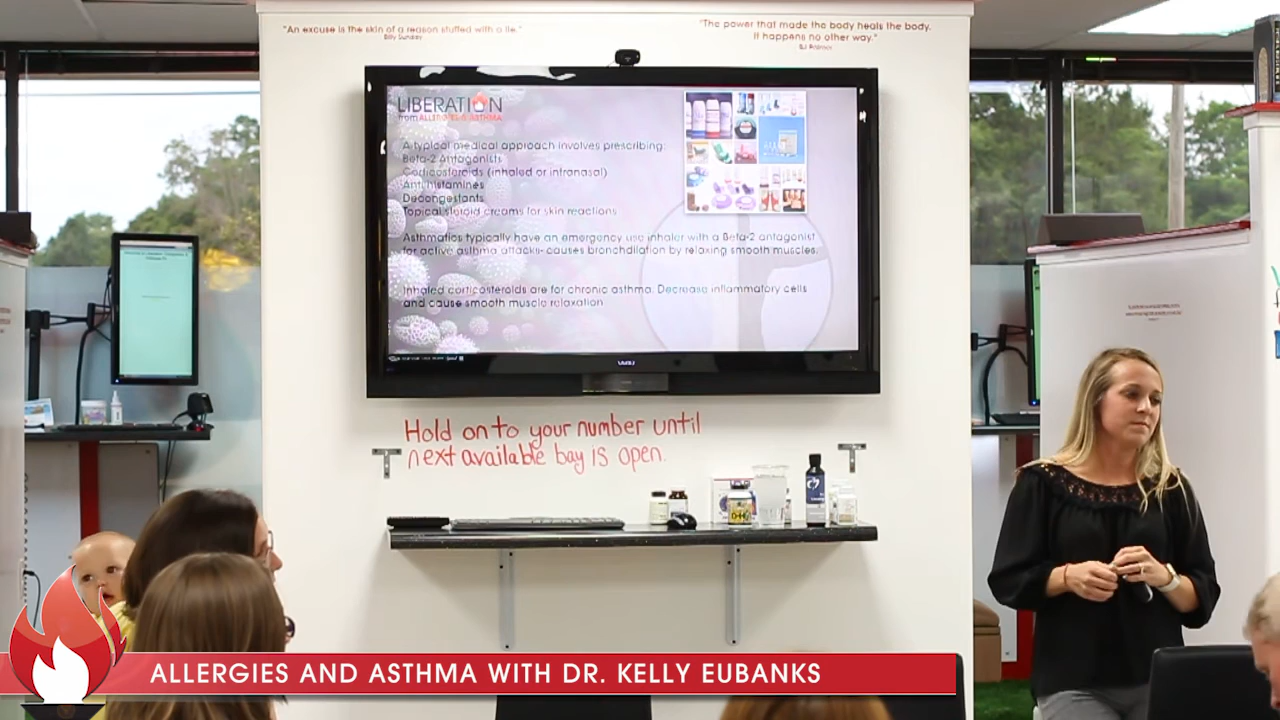 "An excuse is the skin of a reason stuffed with a lie."
Billy Sunday
"The power that made the body heals the body.
It happens no other way."
BJ Palmer
LIBERATION
from ALLERGIES & ASTHMA
A typical medical approach involves prescribing:
Beta-2 Antagonists
Corticosteroids (inhaled or intranasal)
Antihistamines
Decongestants
Topical steroid creams for skin reactions
Asthmatics typically have an emergency use inhaler with a Beta-2 antagonist
for active asthma attacks- causes bronchdilation by relaxing smooth muscles.
Inhaled corticosteroids are for chronic asthma. Decrease inflammatory cells
and cause smooth muscle relaxation
VIZIO
Hold on to your number until
next available bay is open.
ALLERGIES AND ASTHMA WITH DR. KELLY EUBANKS